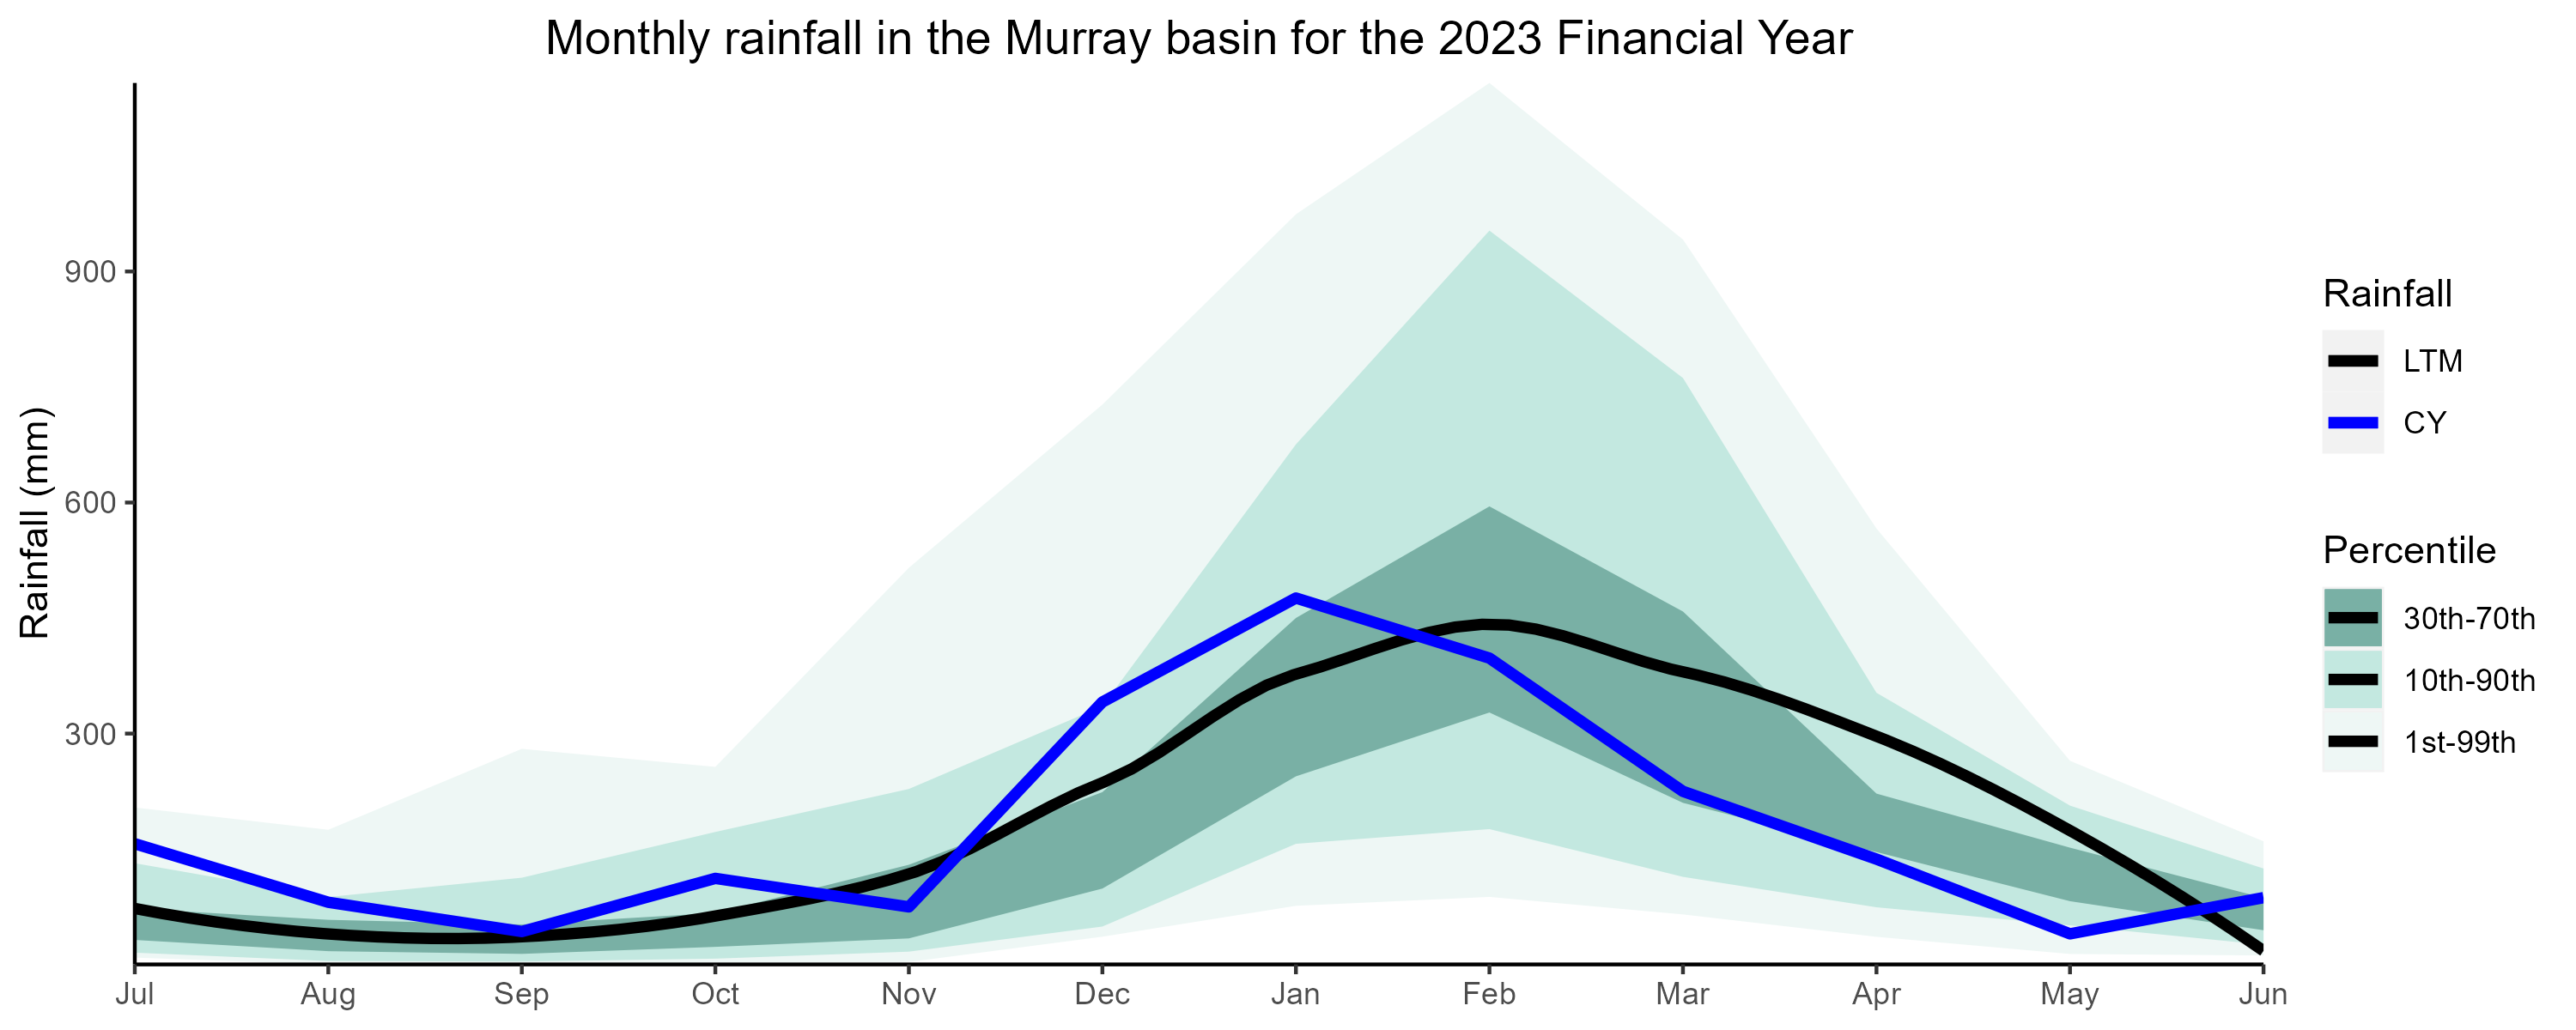 Monthly rainfall in the Murray basin for the 2023 Financial Year
Rainfall (mm)
900
600
300
Jul Aug Sep Oct Nov Dec Jan Feb Mar Apr May Jun
Rainfall
LTM
CY
Percentile
30th-70th
10th-90th
1st-99th